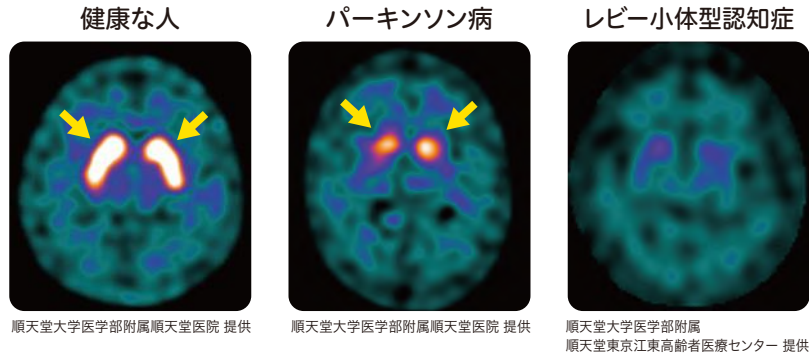 健康な人
パーキンソン病
レビー小体型認知症
順天堂大学医学部附属順天堂医院 提供
順天堂大学医学部附属順天堂医院 提供
順天堂大学医学部附属
順天堂東京江東高齢者医療センター 提供